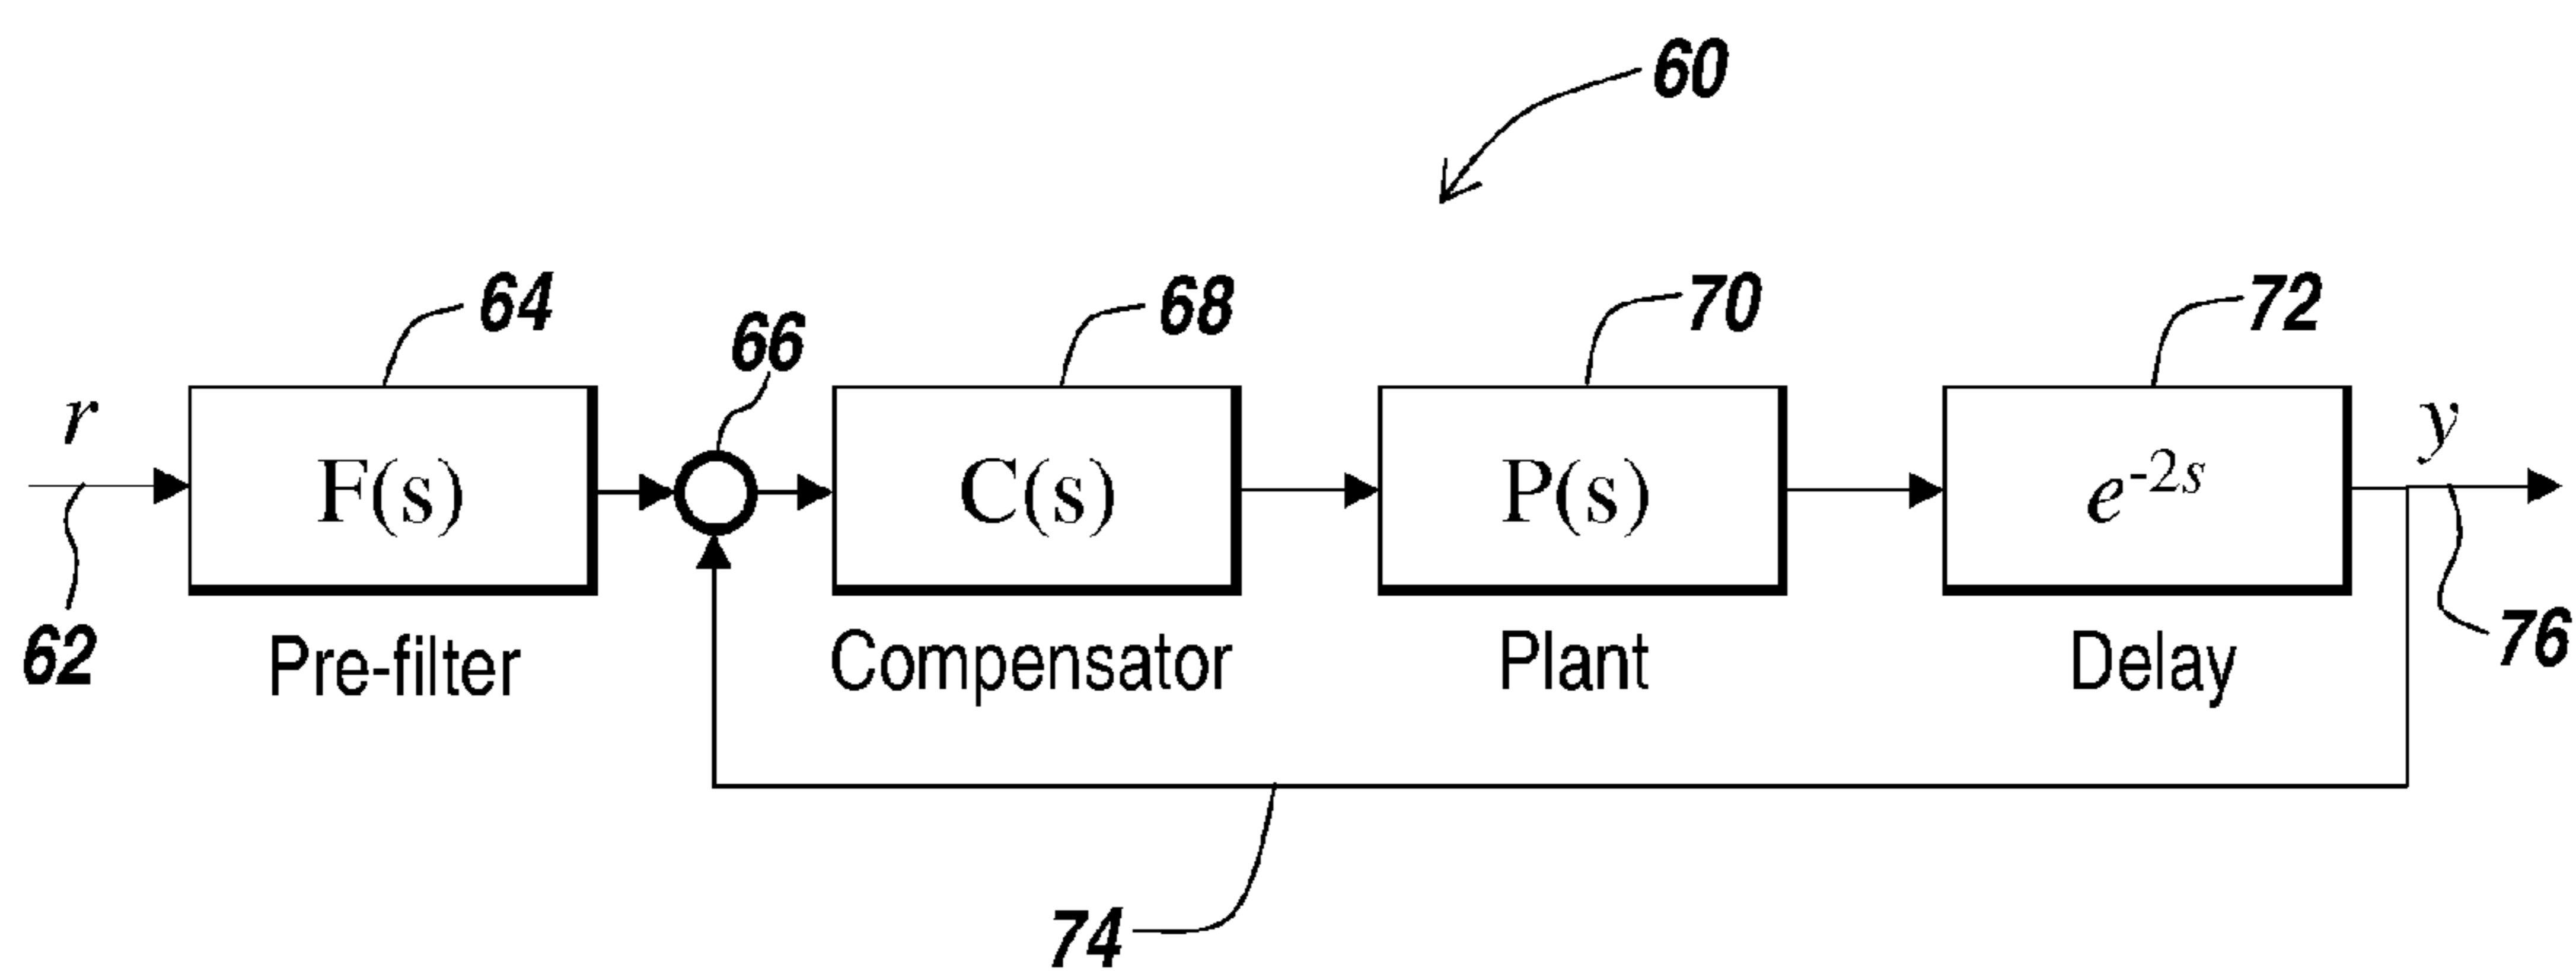 60
64
66
68
70
72
r
y
F(s)
C(s)
P(s)
e^{-2s}
62
Pre-filter
Compensator
Plant
Delay
76
74